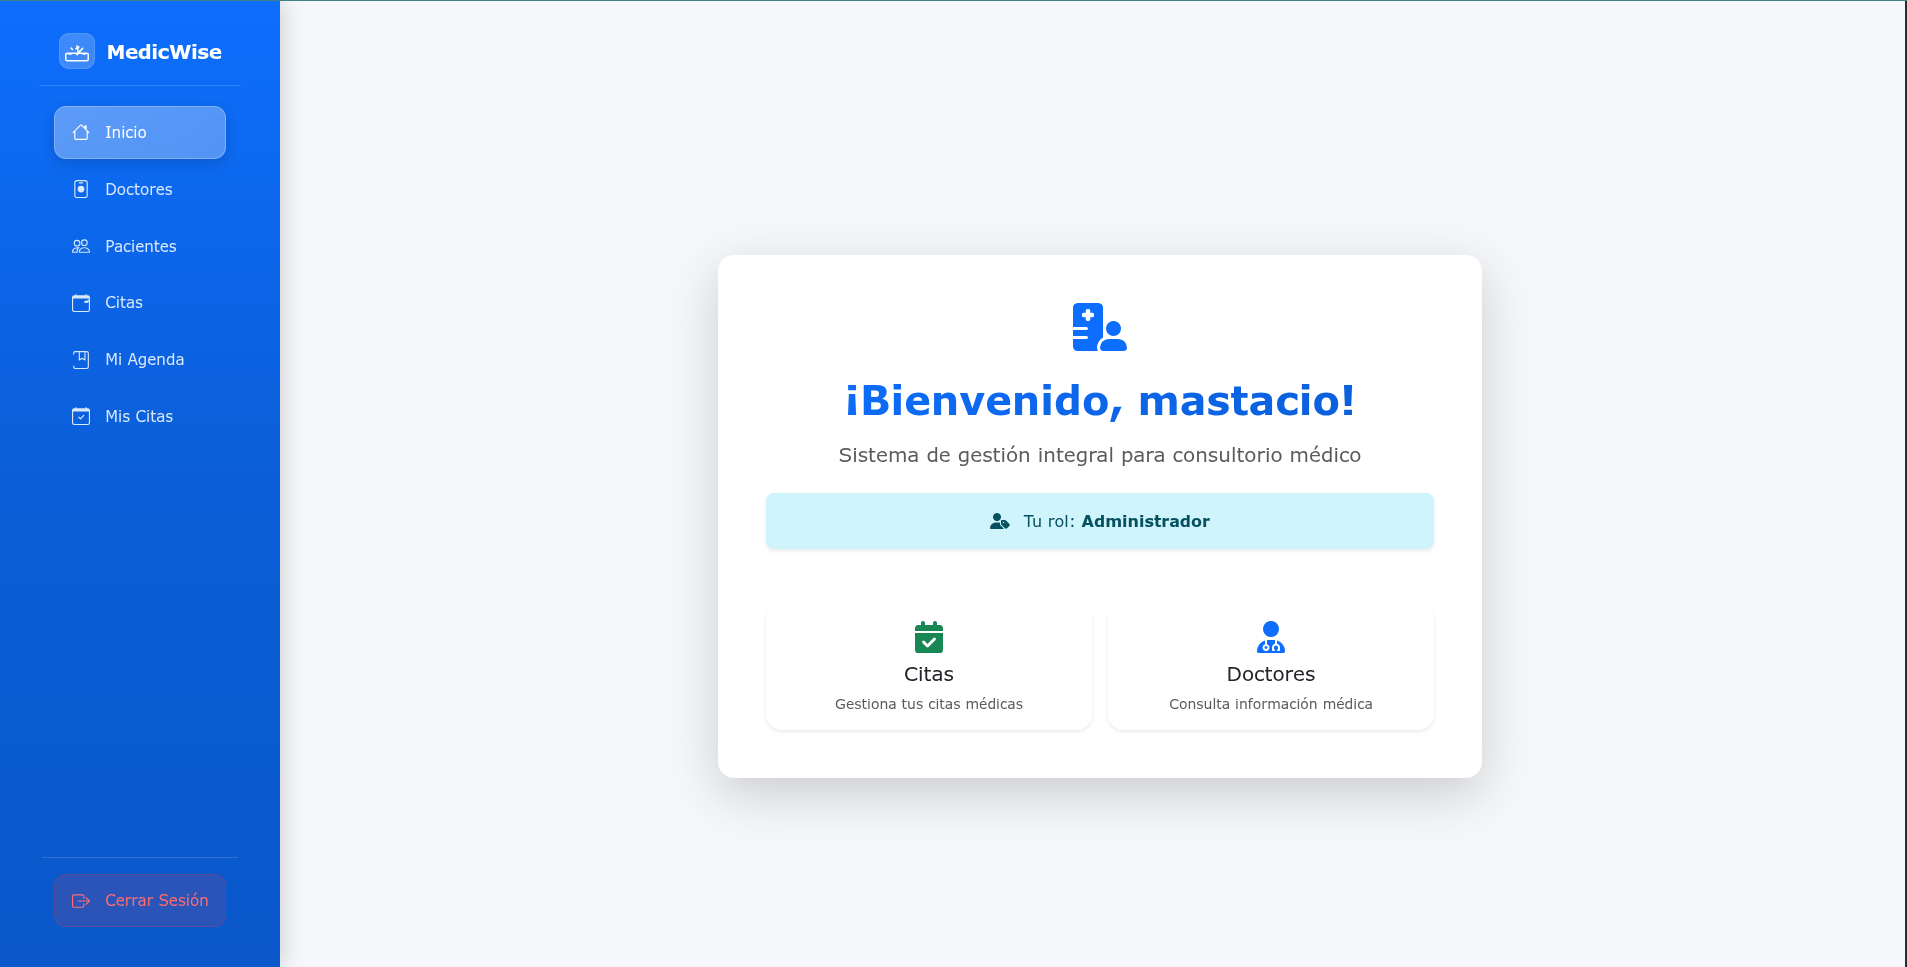 MedicWise
Inicio
Doctores
Pacientes
Citas
Mi Agenda
Mis Citas
Cerrar Sesión
¡Bienvenido, mastacio!
Sistema de gestión integral para consultorio médico
Tu rol: Administrador
Citas
Gestiona tus citas médicas
Doctores
Consulta información médica